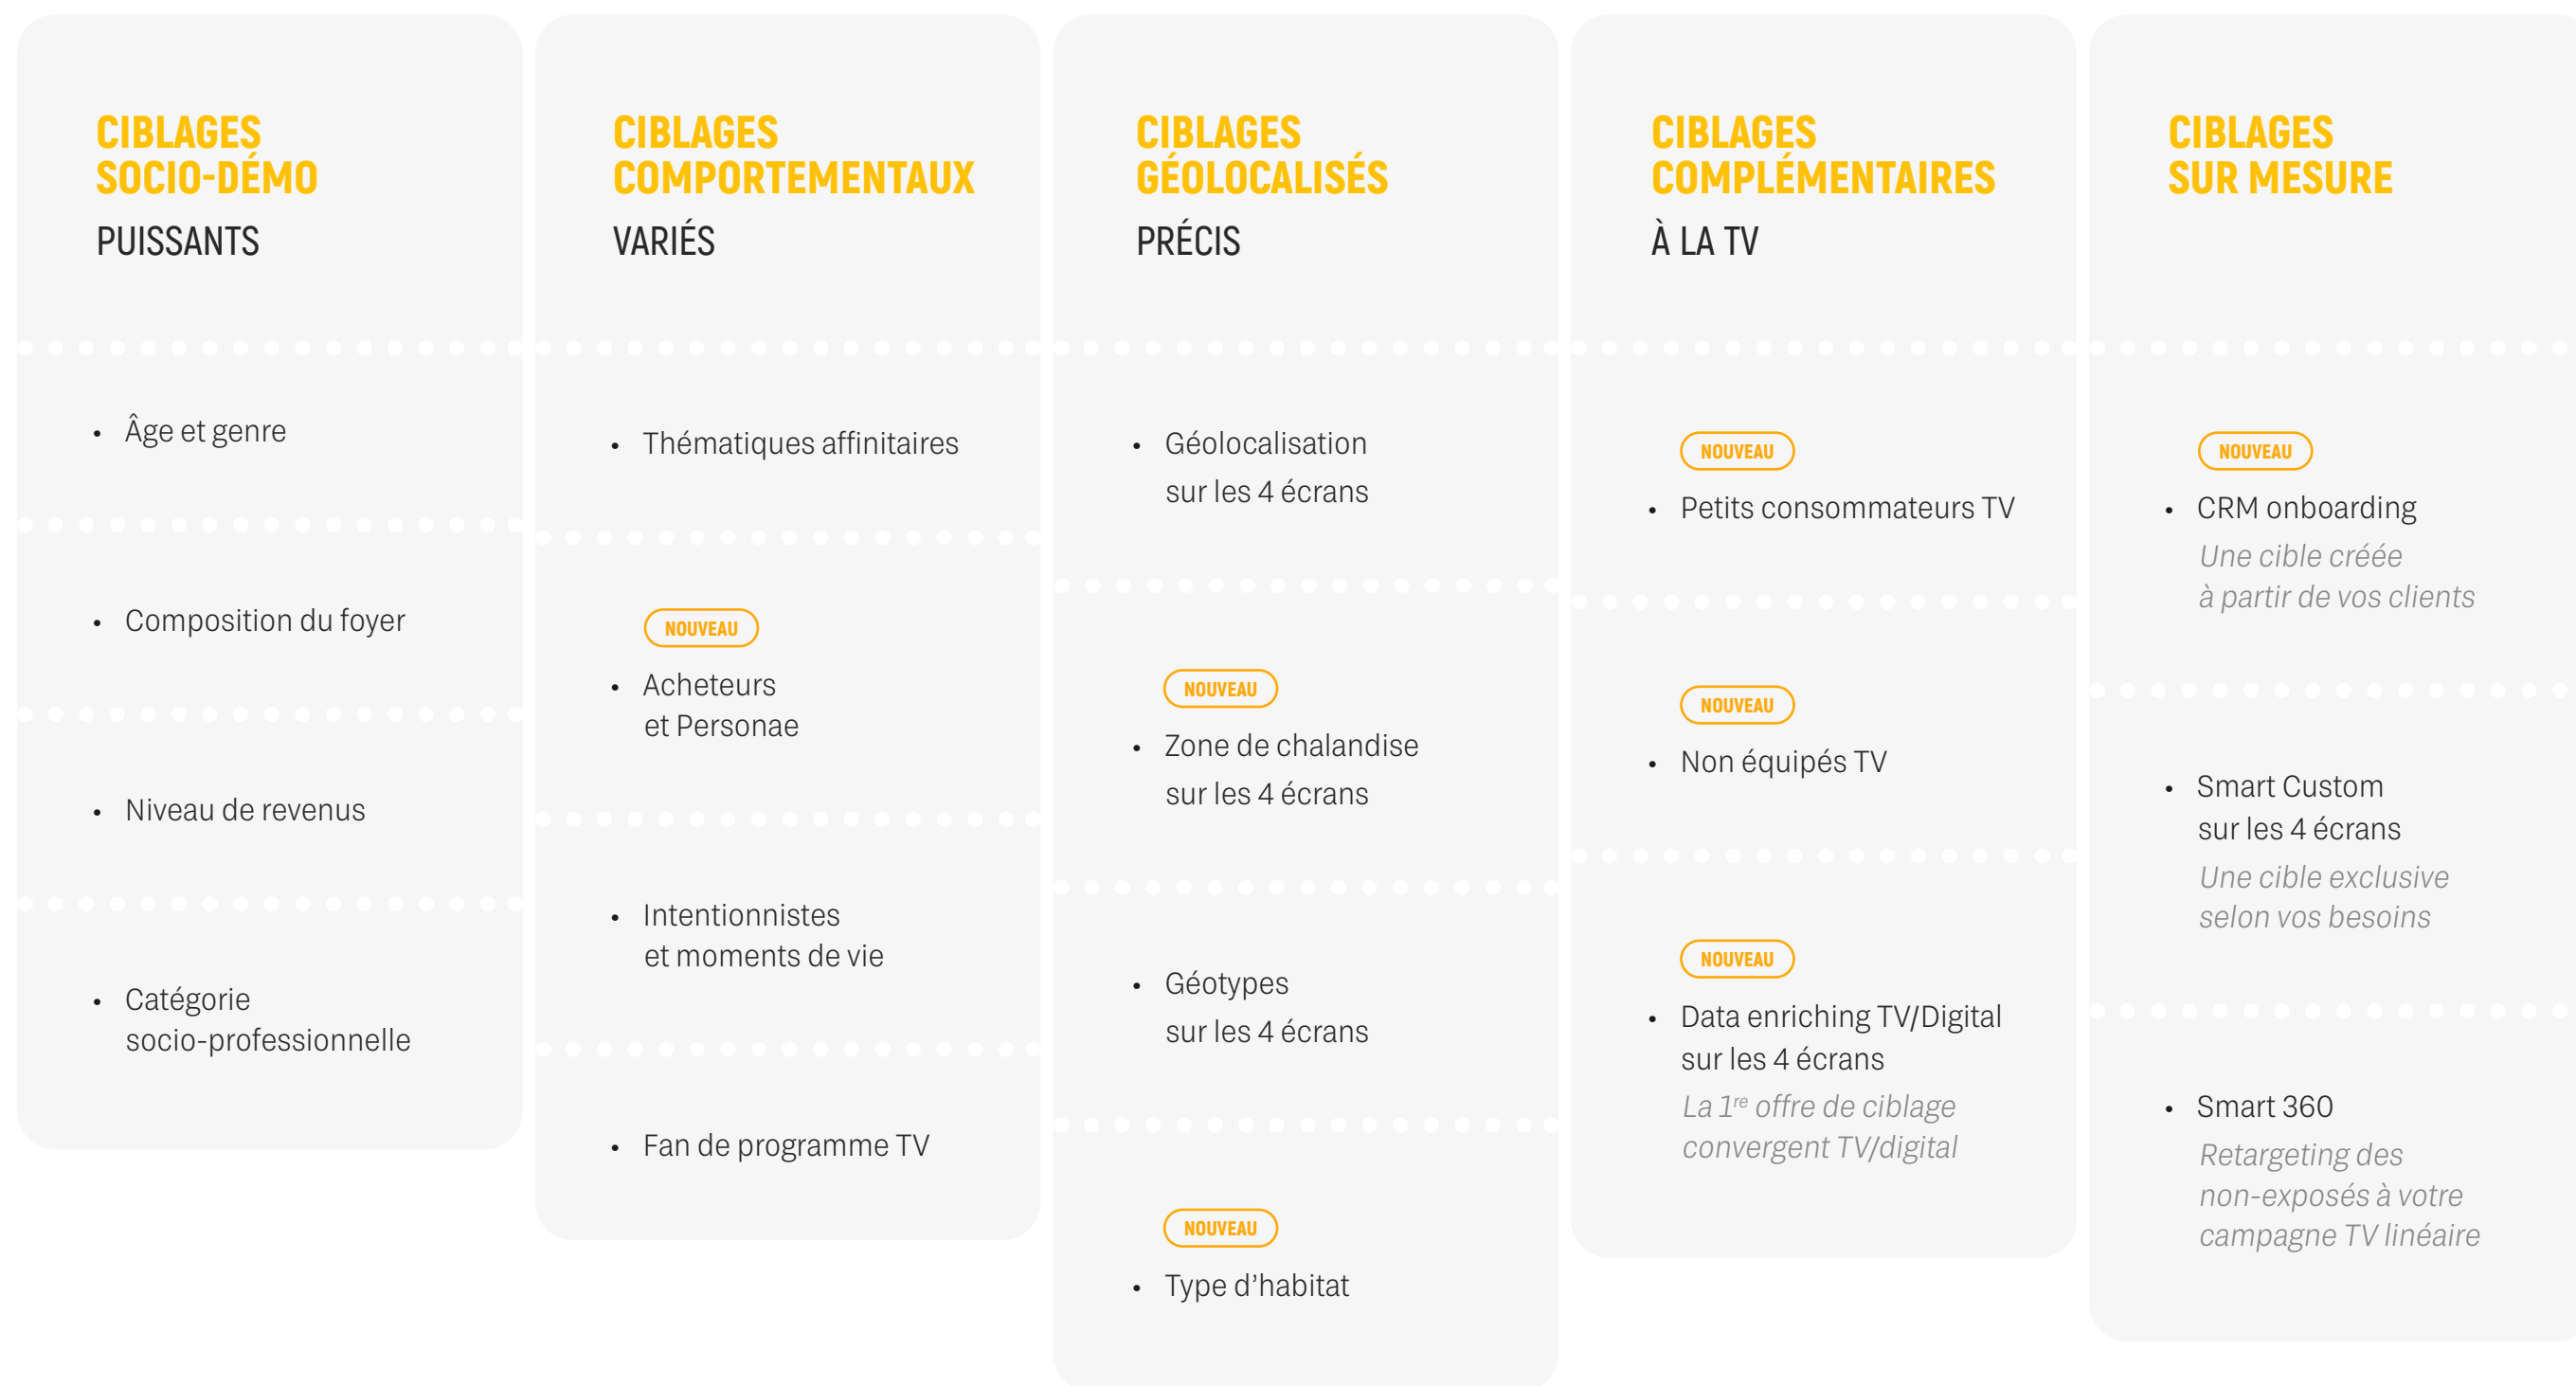 CIBLAGES
SOCIO-DÉMO
PUISSANTS
• Âge et genre
• Composition du foyer
• Niveau de revenus
• Catégorie
socio-professionnelle
CIBLAGES
COMPORTEMENTAUX
VARIÉS
• Thématiques affinitaires
NOUVEAU
• Acheteurs
et Personae
• Intentionnistes
et moments de vie
• Fan de programme TV
CIBLAGES
GÉOLOCALISÉS
PRÉCIS
• Géolocalisation
sur les 4 écrans
NOUVEAU
• Zone de chalandise
sur les 4 écrans
• Géotypes
sur les 4 écrans
NOUVEAU
• Type d’habitat
CIBLAGES
COMPLÉMENTAIRES
À LA TV
NOUVEAU
• Petits consommateurs TV
NOUVEAU
• Non équipés TV
NOUVEAU
• Data enriching TV/Digital
sur les 4 écrans
La 1re offre de ciblage
convergent TV/digital
CIBLAGES
SUR MESURE
NOUVEAU
• CRM onboarding
Une cible créée
à partir de vos clients
• Smart Custom
sur les 4 écrans
Une cible exclusive
selon vos besoins
• Smart 360
Retargeting des
non-exposés à votre
campagne TV linéaire